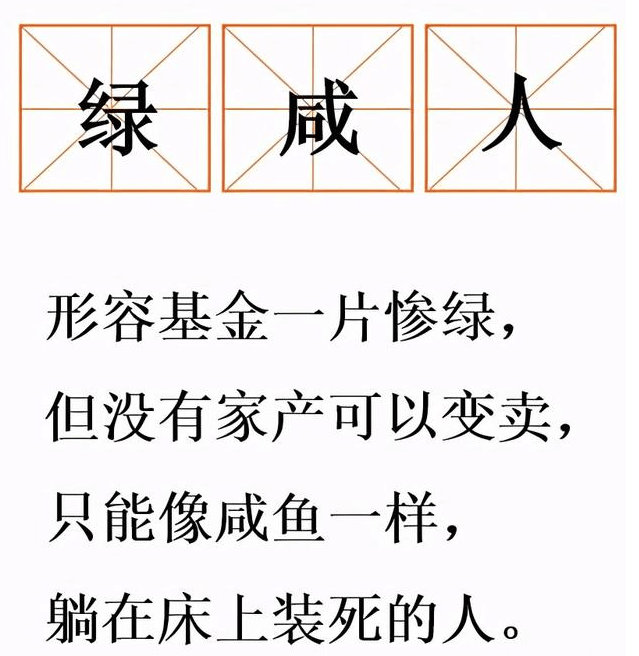 绿咸人
形容基金一片惨绿，
但没有家产可以变卖，
只能像咸鱼一样，
躺在床上装死的人。